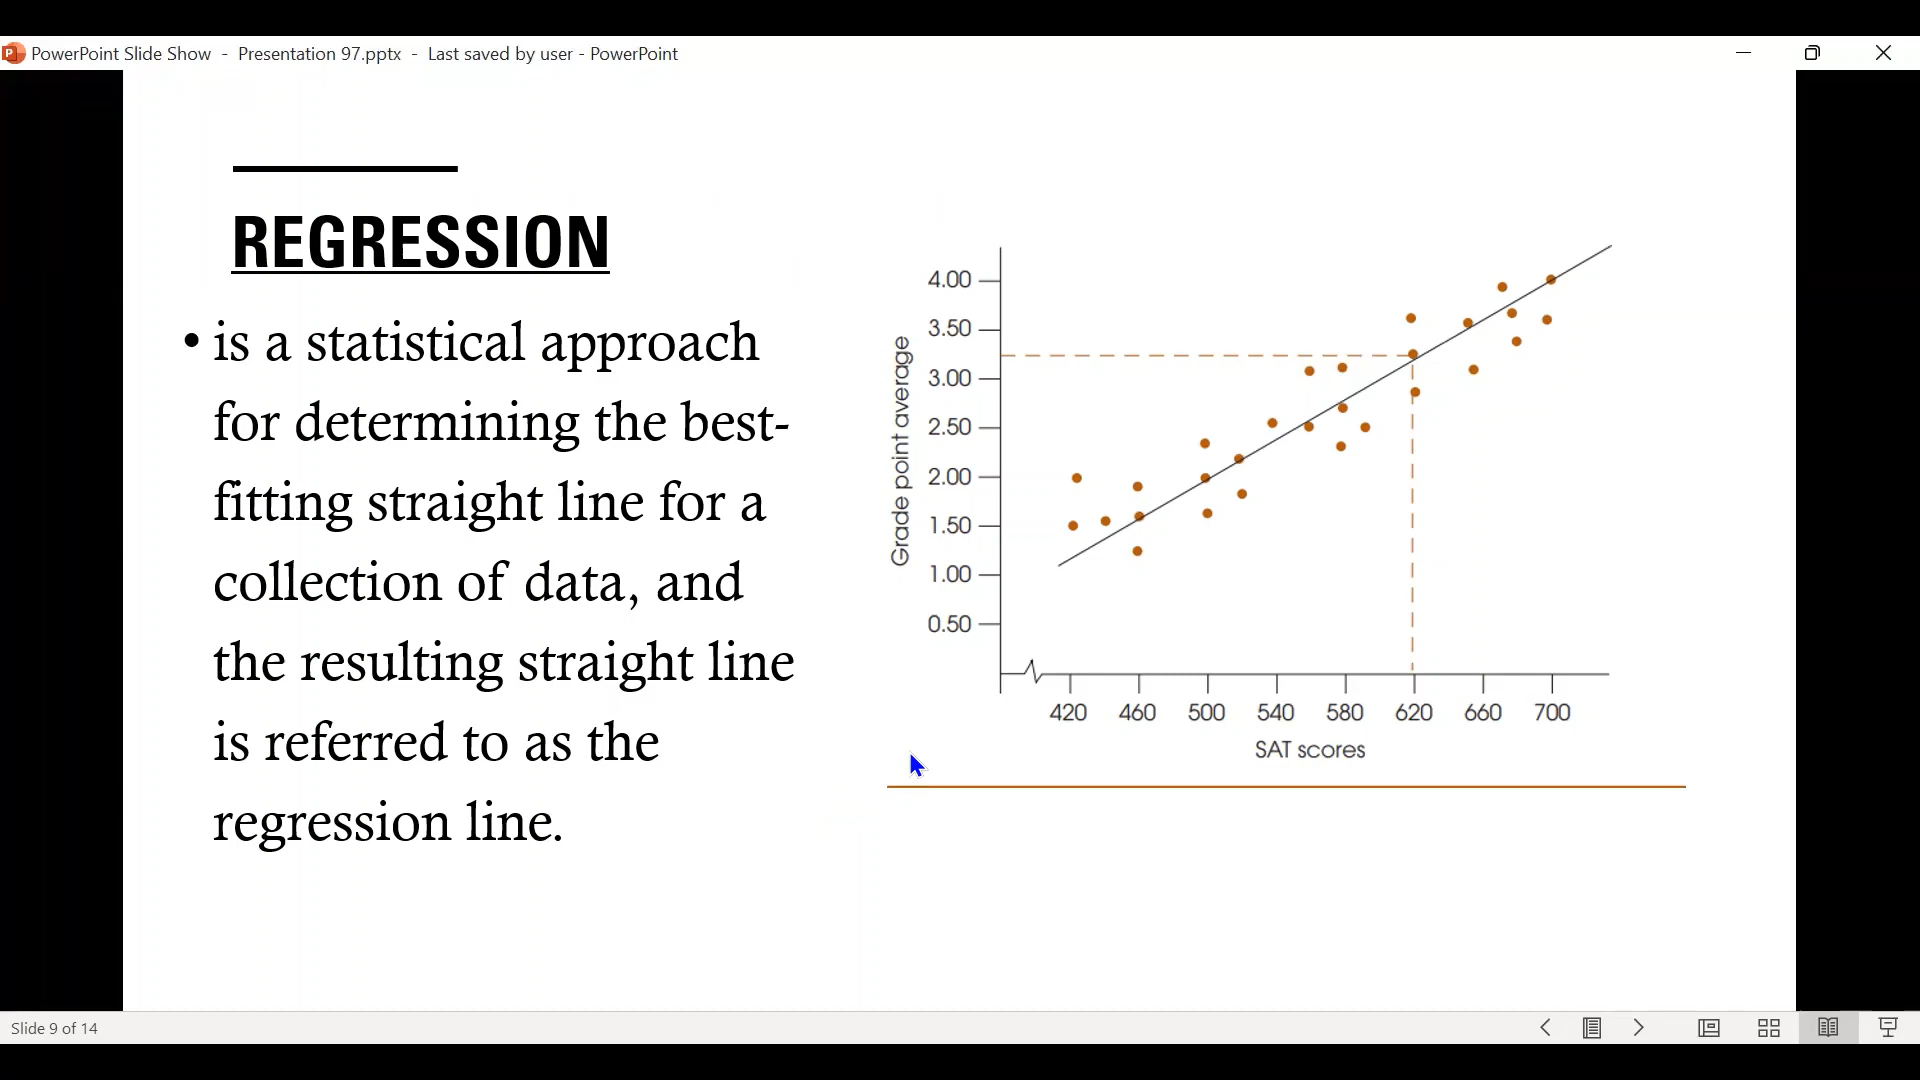 PowerPoint Slide Show - Presentation 97.pptx - Last saved by user - PowerPoint
REGRESSION
• is a statistical approach
for determining the best-
fitting straight line for a
collection of data, and
the resulting straight line
is referred to as the
regression line.
Grade point average
4.00
3.50
3.00
2.50
2.00
1.50
1.00
0.50
420 460 500 540 580 620 660 700
SAT scores
Slide 9 of 14